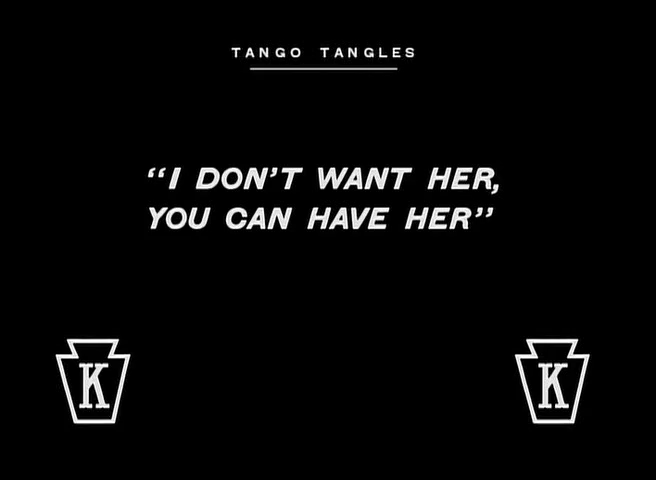 TANGO TANGLES
“I DON’T WANT HER,
YOU CAN HAVE HER”
K K